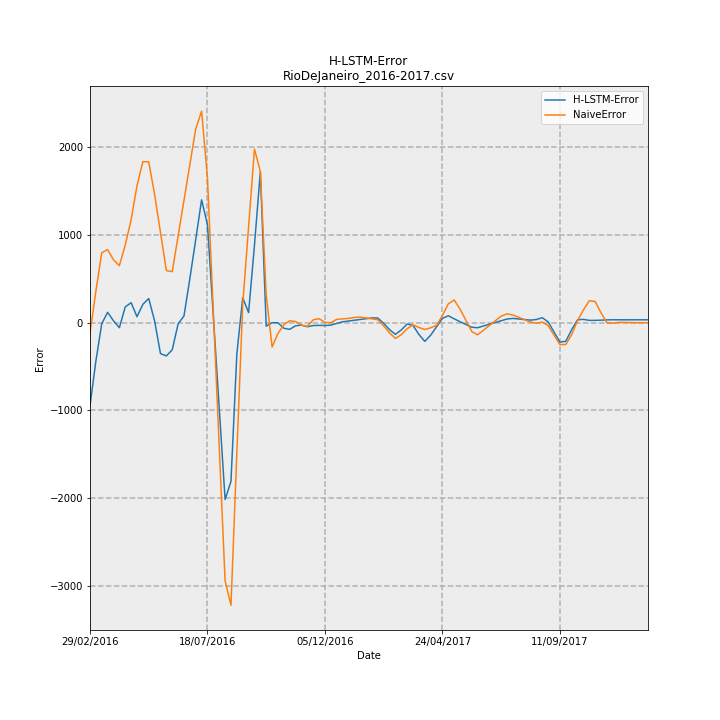 H-LSTM-Error
RioDeJaneiro_2016-2017.csv
H-LSTM-Error
NaiveError
2000
1000
0
−1000
−2000
−3000
Error
29/02/2016
18/07/2016
05/12/2016
24/04/2017
11/09/2017
Date